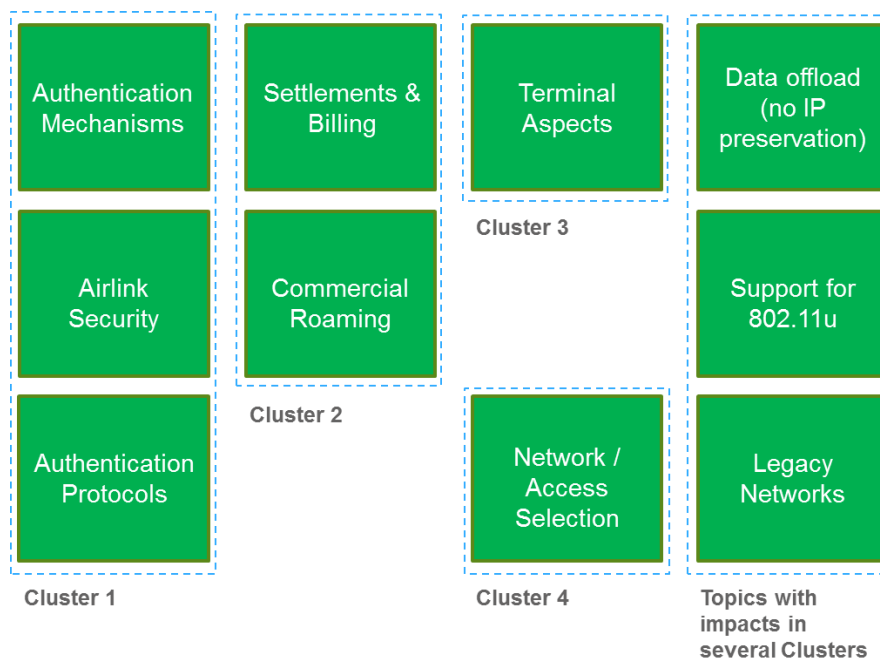 Authentication
Mechanisms
Airlink
Security
Authentication
Protocols
Cluster 1
Settlements &
Billing
Commercial
Roaming
Cluster 2
Terminal
Aspects
Cluster 3
Network /
Access
Selection
Cluster 4
Data offload
(no IP
preservation)
Support for
802.11u
Legacy
Networks
Topics with
impacts in
several Clusters